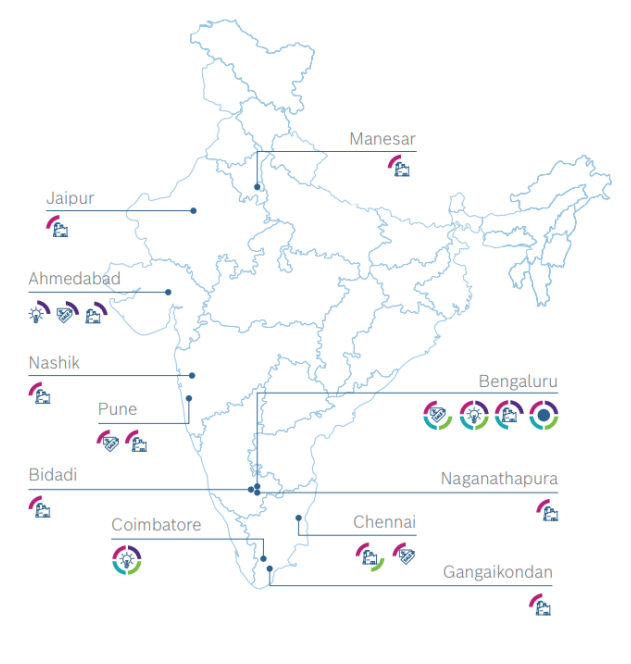 Manesar
Jaipur
Ahmedabad
Nashik
Bengaluru
Pune
Bidadi
Naganathapura
Coimbatore
Chennai
Gangaikondan